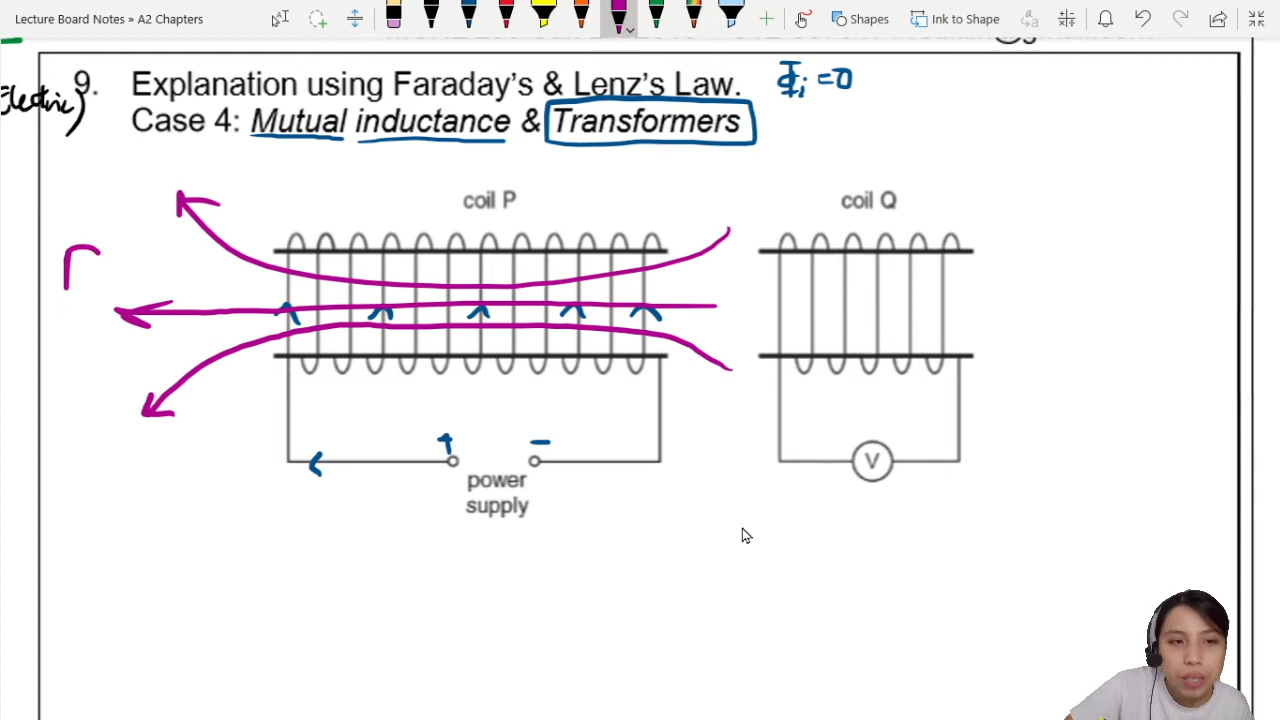 Lecture Board Notes » A2 Chapters
Shapes
Ink to Shape
Electric)
9. Explanation using Faraday's & Lenz's Law. Φi =0
Case 4: Mutual inductance & Transformers
coil P
coil Q
+ −
power
supply
V